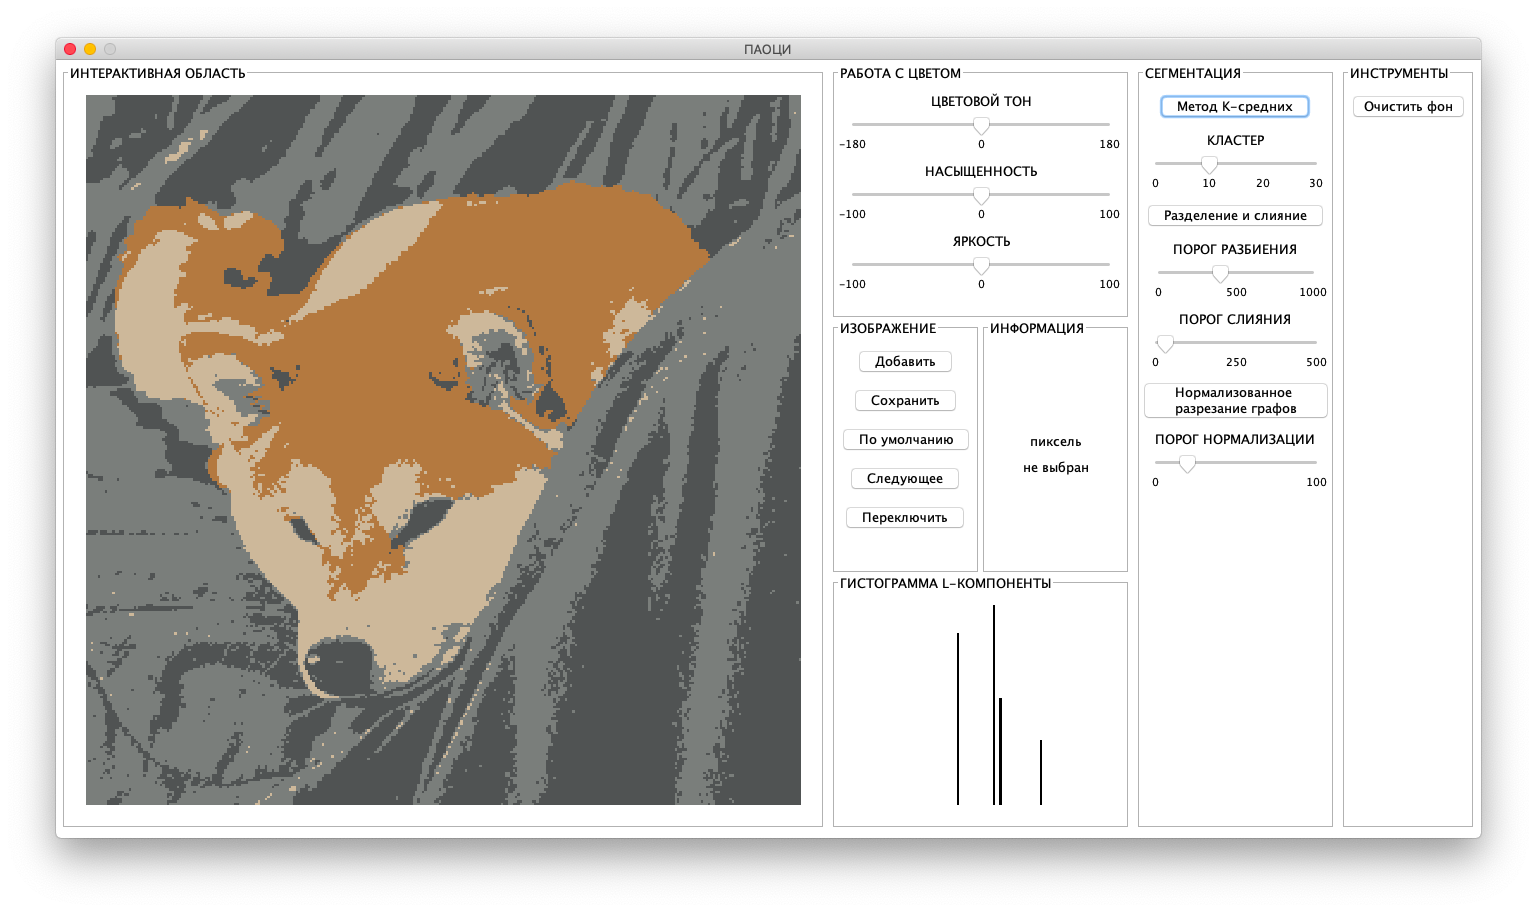 ПАОЦИ
ИНТЕРАКТИВНАЯ ОБЛАСТЬ
РАБОТА С ЦВЕТОМ
ЦВЕТОВОЙ ТОН
-180 0 180
НАСЫЩЕННОСТЬ
-100 0 100
ЯРКОСТЬ
-100 0 100
ИЗОБРАЖЕНИЕ
Добавить
Сохранить
По умолчанию
Следующее
Переключить
ИНФОРМАЦИЯ
пиксель
не выбран
ГИСТОГРАММА L-КОМПОНЕНТЫ
СЕГМЕНТАЦИЯ
Метод К-средних
КЛАСТЕР
0 10 20 30
Разделение и слияние
ПОРОГ РАЗБИЕНИЯ
0 500 1000
ПОРОГ СЛИЯНИЯ
0 250 500
Нормализованное
разрезание графов
ПОРОГ НОРМАЛИЗАЦИИ
0 100
ИНСТРУМЕНТЫ
Очистить фон